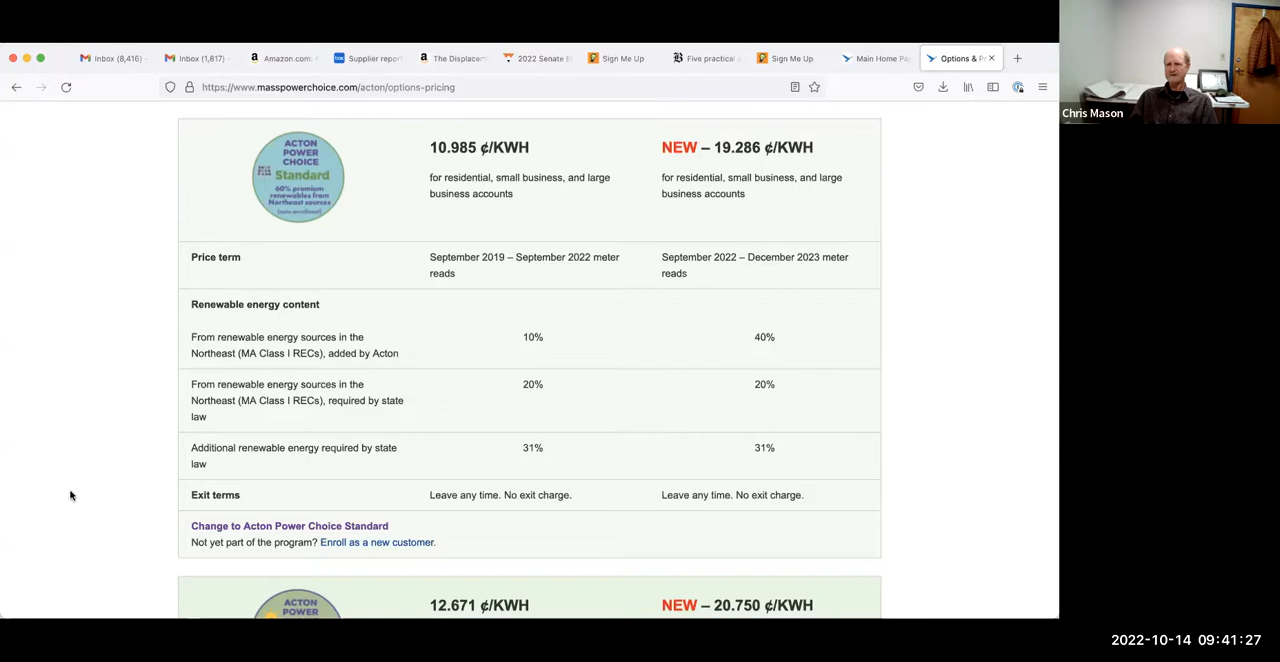 Inbox (8,416) -
Inbox (1,817) -
Amazon.com:
Supplier repor
The Displacem
2022 Senate E
Sign Me Up
Five practical
Sign Me Up
Main Home Pa
Options & P
https://www.masspowerchoice.com/acton/options-pricing
Chris Mason
ACTON
POWER
CHOICE
Standard
60% premium
renewables from
Northeast sources
(auto-enrollment)
10.985 ¢/KWH
for residential, small business, and large
business accounts
NEW – 19.286 ¢/KWH
for residential, small business, and large
business accounts
Price term
September 2019 – September 2022 meter
reads
September 2022 – December 2023 meter
reads
Renewable energy content
From renewable energy sources in the
Northeast (MA Class I RECs), added by Acton
10%
40%
From renewable energy sources in the
Northeast (MA Class I RECs), required by state
law
20%
20%
Additional renewable energy required by state
law
31%
31%
Exit terms
Leave any time. No exit charge.
Leave any time. No exit charge.
Change to Acton Power Choice Standard
Not yet part of the program? Enroll as a new customer.
ACTON
POWER
12.671 ¢/KWH
NEW – 20.750 ¢/KWH
2022-10-14 09:41:27